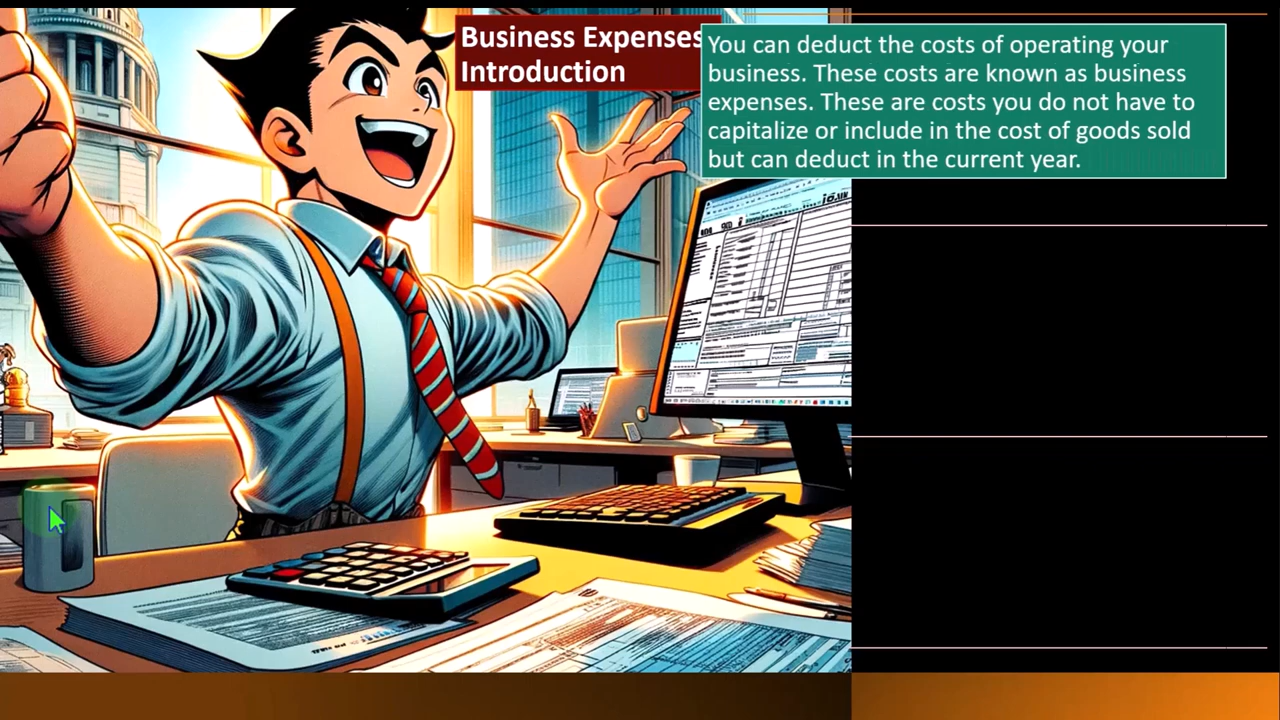 Business Expenses
Introduction
You can deduct the costs of operating your
business. These costs are known as business
expenses. These are costs you do not have to
capitalize or include in the cost of goods sold
but can deduct in the current year.